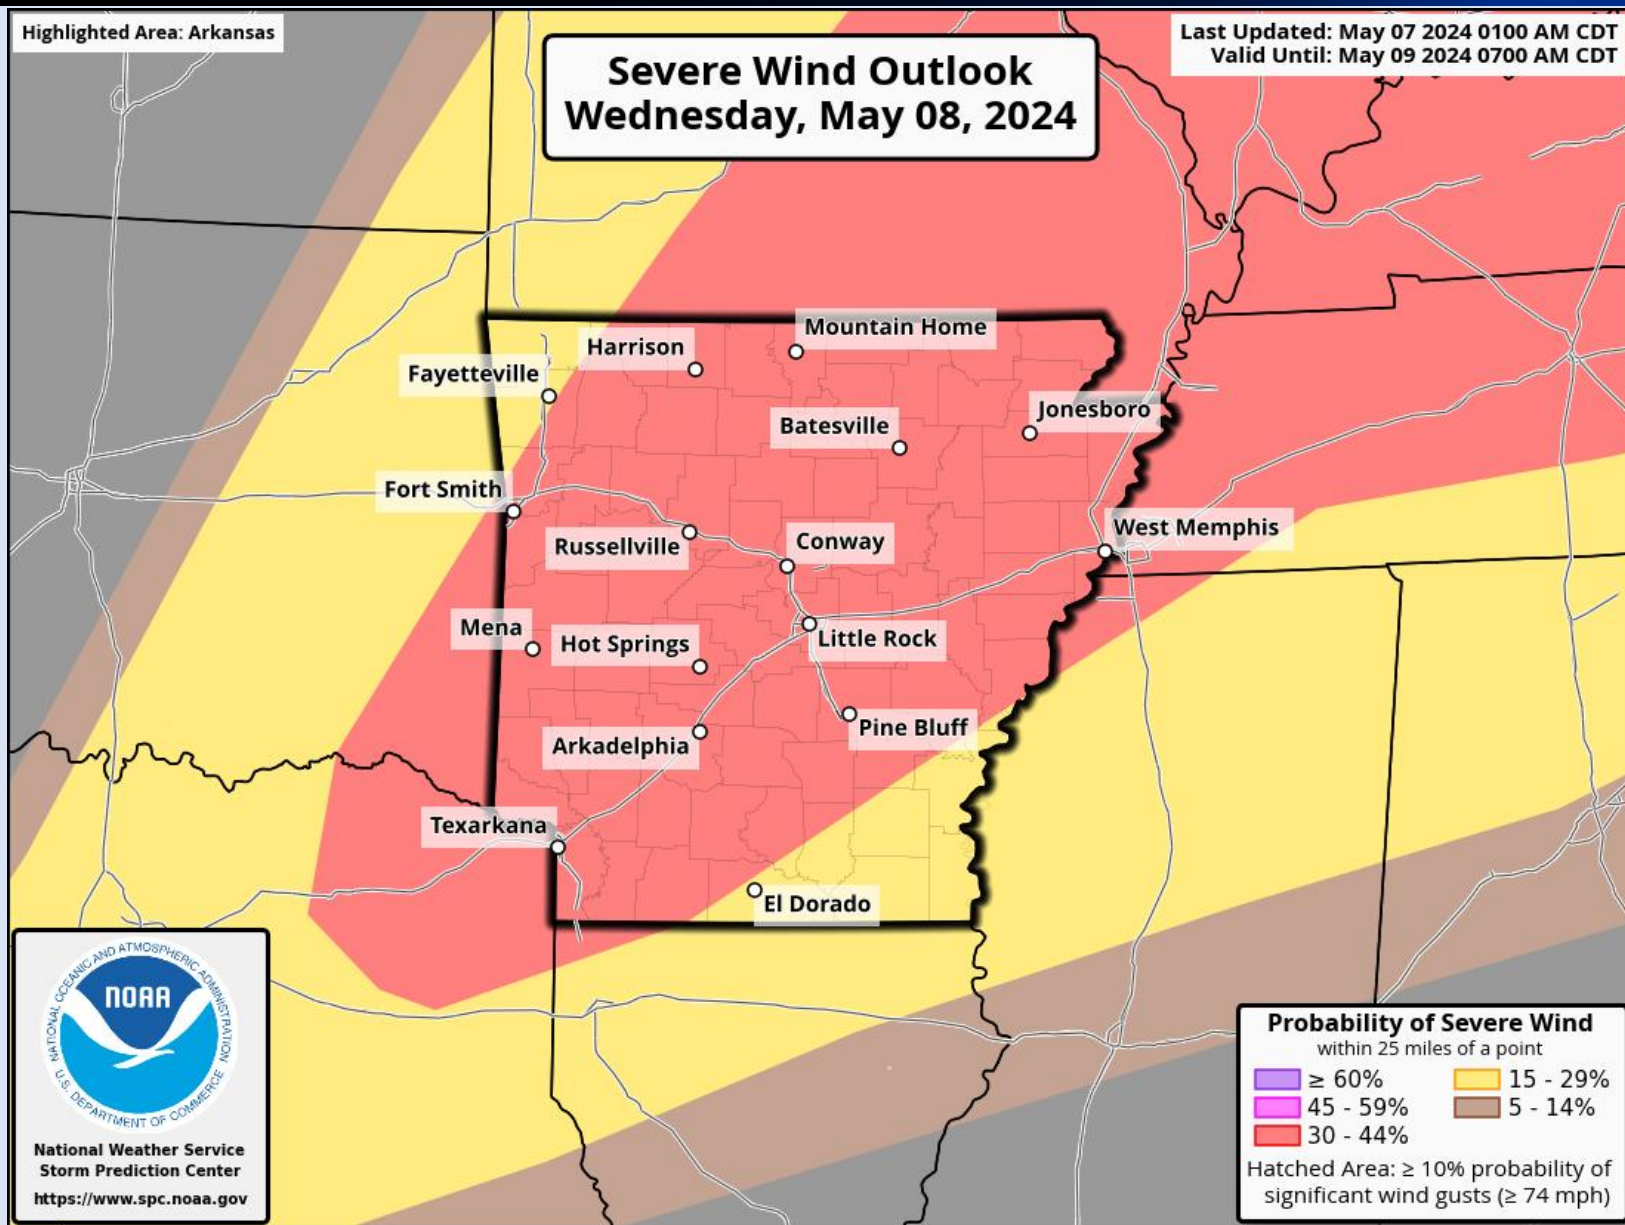 Highlighted Area: Arkansas
Last Updated: May 07 2024 0100 AM CDT
Valid Until: May 09 2024 0700 AM CDT
Severe Wind Outlook
Wednesday, May 08, 2024
Mountain Home
Harrison
Fayetteville
Jonesboro
Batesville
Fort Smith
West Memphis
Russellville
Conway
Mena
Hot Springs
Little Rock
Pine Bluff
Arkadelphia
Texarkana
El Dorado
NATIONAL OCEANIC AND ATMOSPHERIC ADMINISTRATION
NOAA
U.S. DEPARTMENT OF COMMERCE
National Weather Service
Storm Prediction Center
https://www.spc.noaa.gov
Probability of Severe Wind
within 25 miles of a point
≥ 60%
15 - 29%
45 - 59%
5 - 14%
30 - 44%
Hatched Area: ≥ 10% probability of
significant wind gusts (≥ 74 mph)